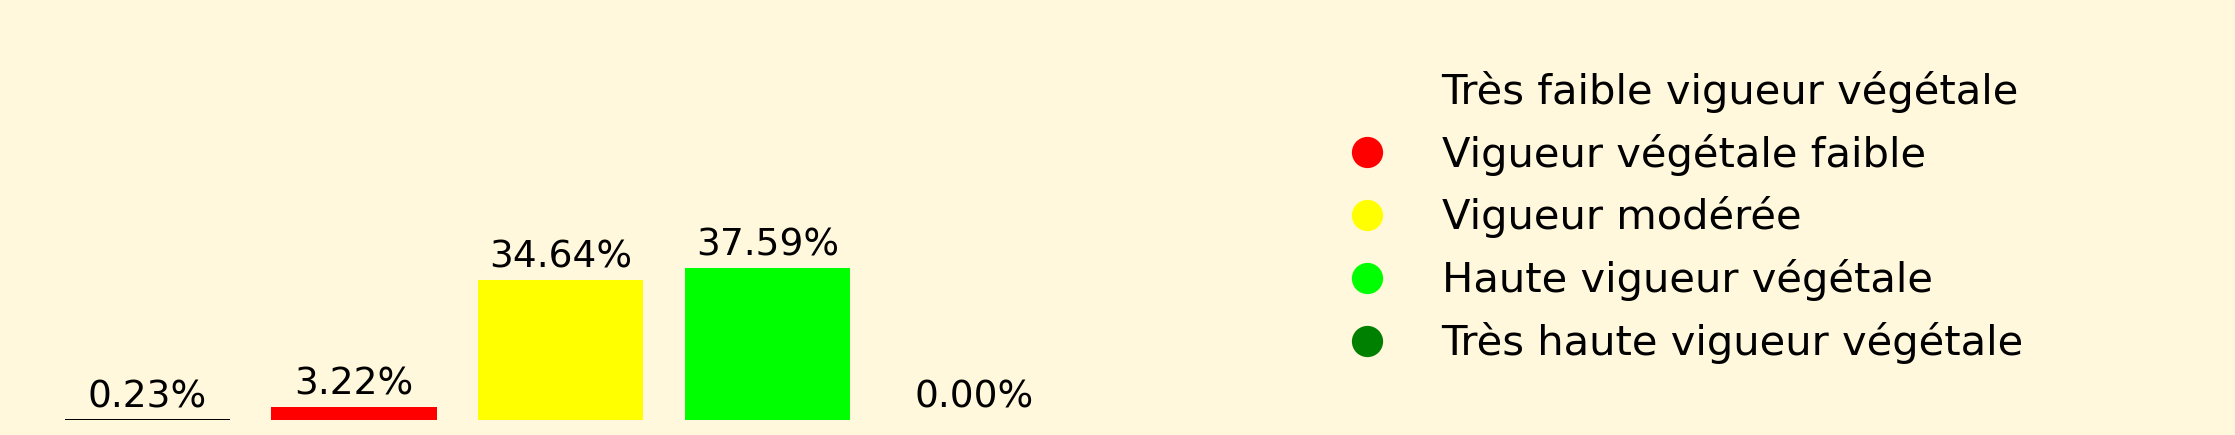 0.23%
3.22%
34.64%
37.59%
0.00%
Très faible vigueur végétale
Vigueur végétale faible
Vigueur modérée
Haute vigueur végétale
Très haute vigueur végétale